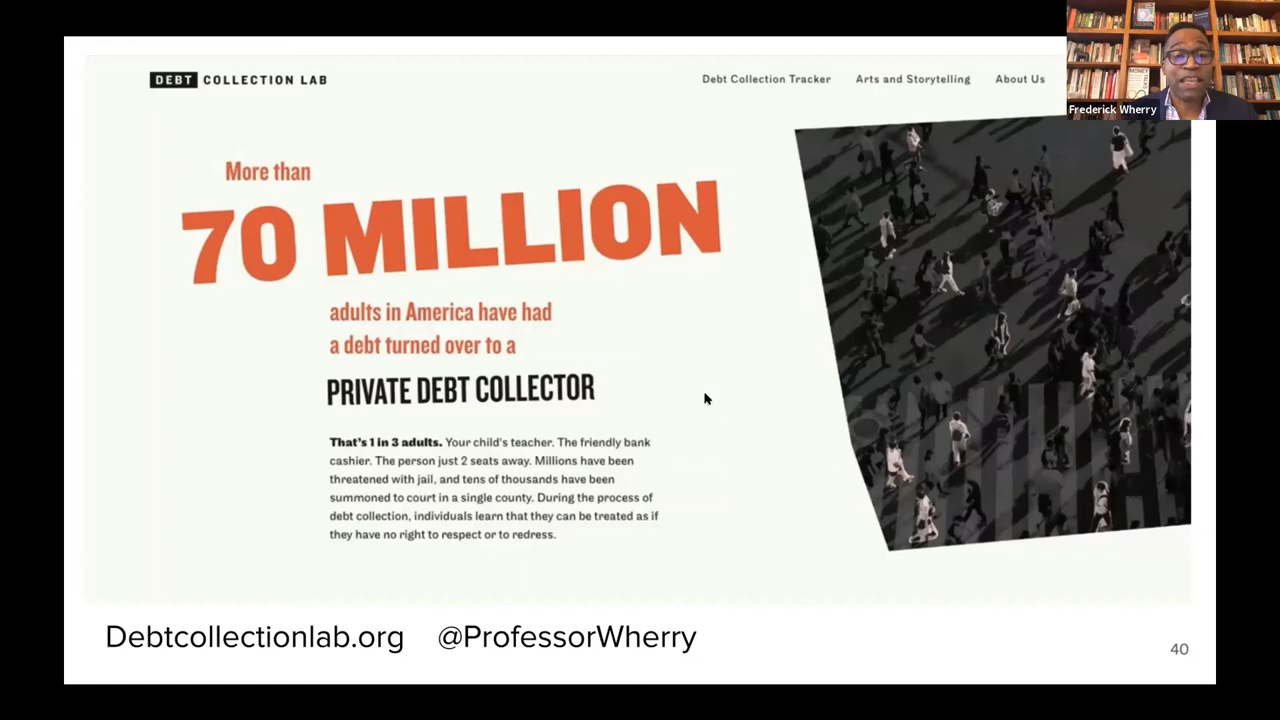 DEBT COLLECTION LAB
Debt Collection Tracker Arts and Storytelling About Us
MONEY
Frederick Wherry
More than
70 MILLION
adults in America have had
a debt turned over to a
PRIVATE DEBT COLLECTOR
That's 1 in 3 adults. Your child's teacher. The friendly bank
cashier. The person just 2 seats away. Millions have been
threatened with jail, and tens of thousands have been
summoned to court in a single county. During the process of
debt collection, individuals learn that they can be treated as if
they have no right to respect or to redress.
Debtcollectionlab.org @ProfessorWherry
40